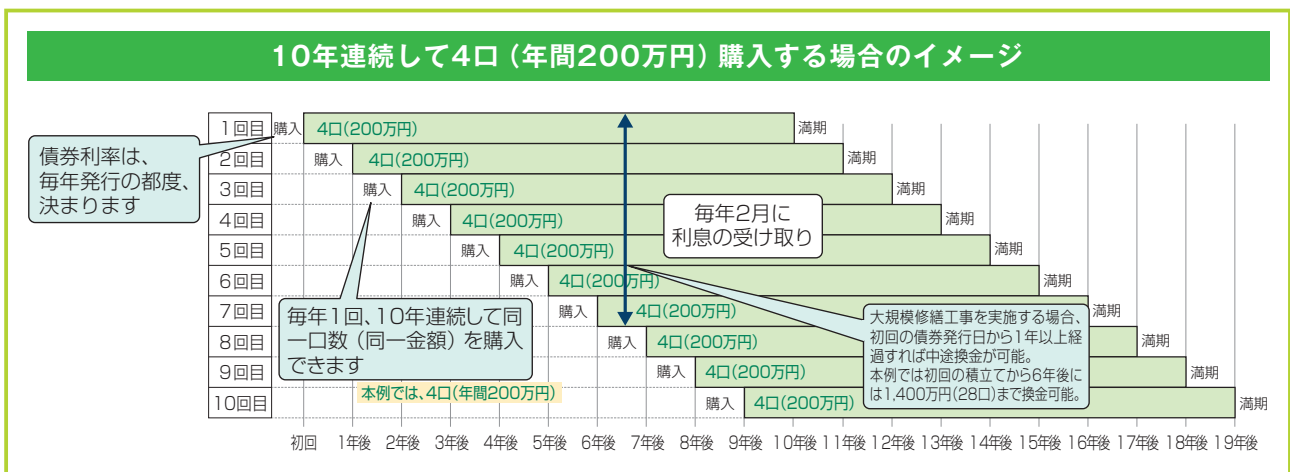 10年連続して4口（年間200万円）購入する場合のイメージ
債券利率は、
毎年発行の都度、
決まります
1回目 購入 4口(200万円) 満期
2回目 購入 4口(200万円) 満期
3回目 購入 4口(200万円) 満期
4回目 購入 4口(200万円) 満期
5回目 購入 4口(200万円) 満期
6回目 購入 4口(200万円) 満期
7回目 購入 4口(200万円) 満期
8回目 購入 4口(200万円) 満期
9回目 購入 4口(200万円) 満期
10回目 購入 4口(200万円) 満期
毎年2月に
利息の受け取り
毎年1回、10年連続して同
一口数（同一金額）を購入
できます
本例では、4口(年間200万円)
大規模修繕工事を実施する場合、
初回の債券発行日から1年以上経
過すれば中途換金が可能。
本例では初回の積立てから6年後に
は1,400万円(28口)まで換金可能。
初回 1年後 2年後 3年後 4年後 5年後 6年後 7年後 8年後 9年後 10年後 11年後 12年後 13年後 14年後 15年後 16年後 17年後 18年後 19年後